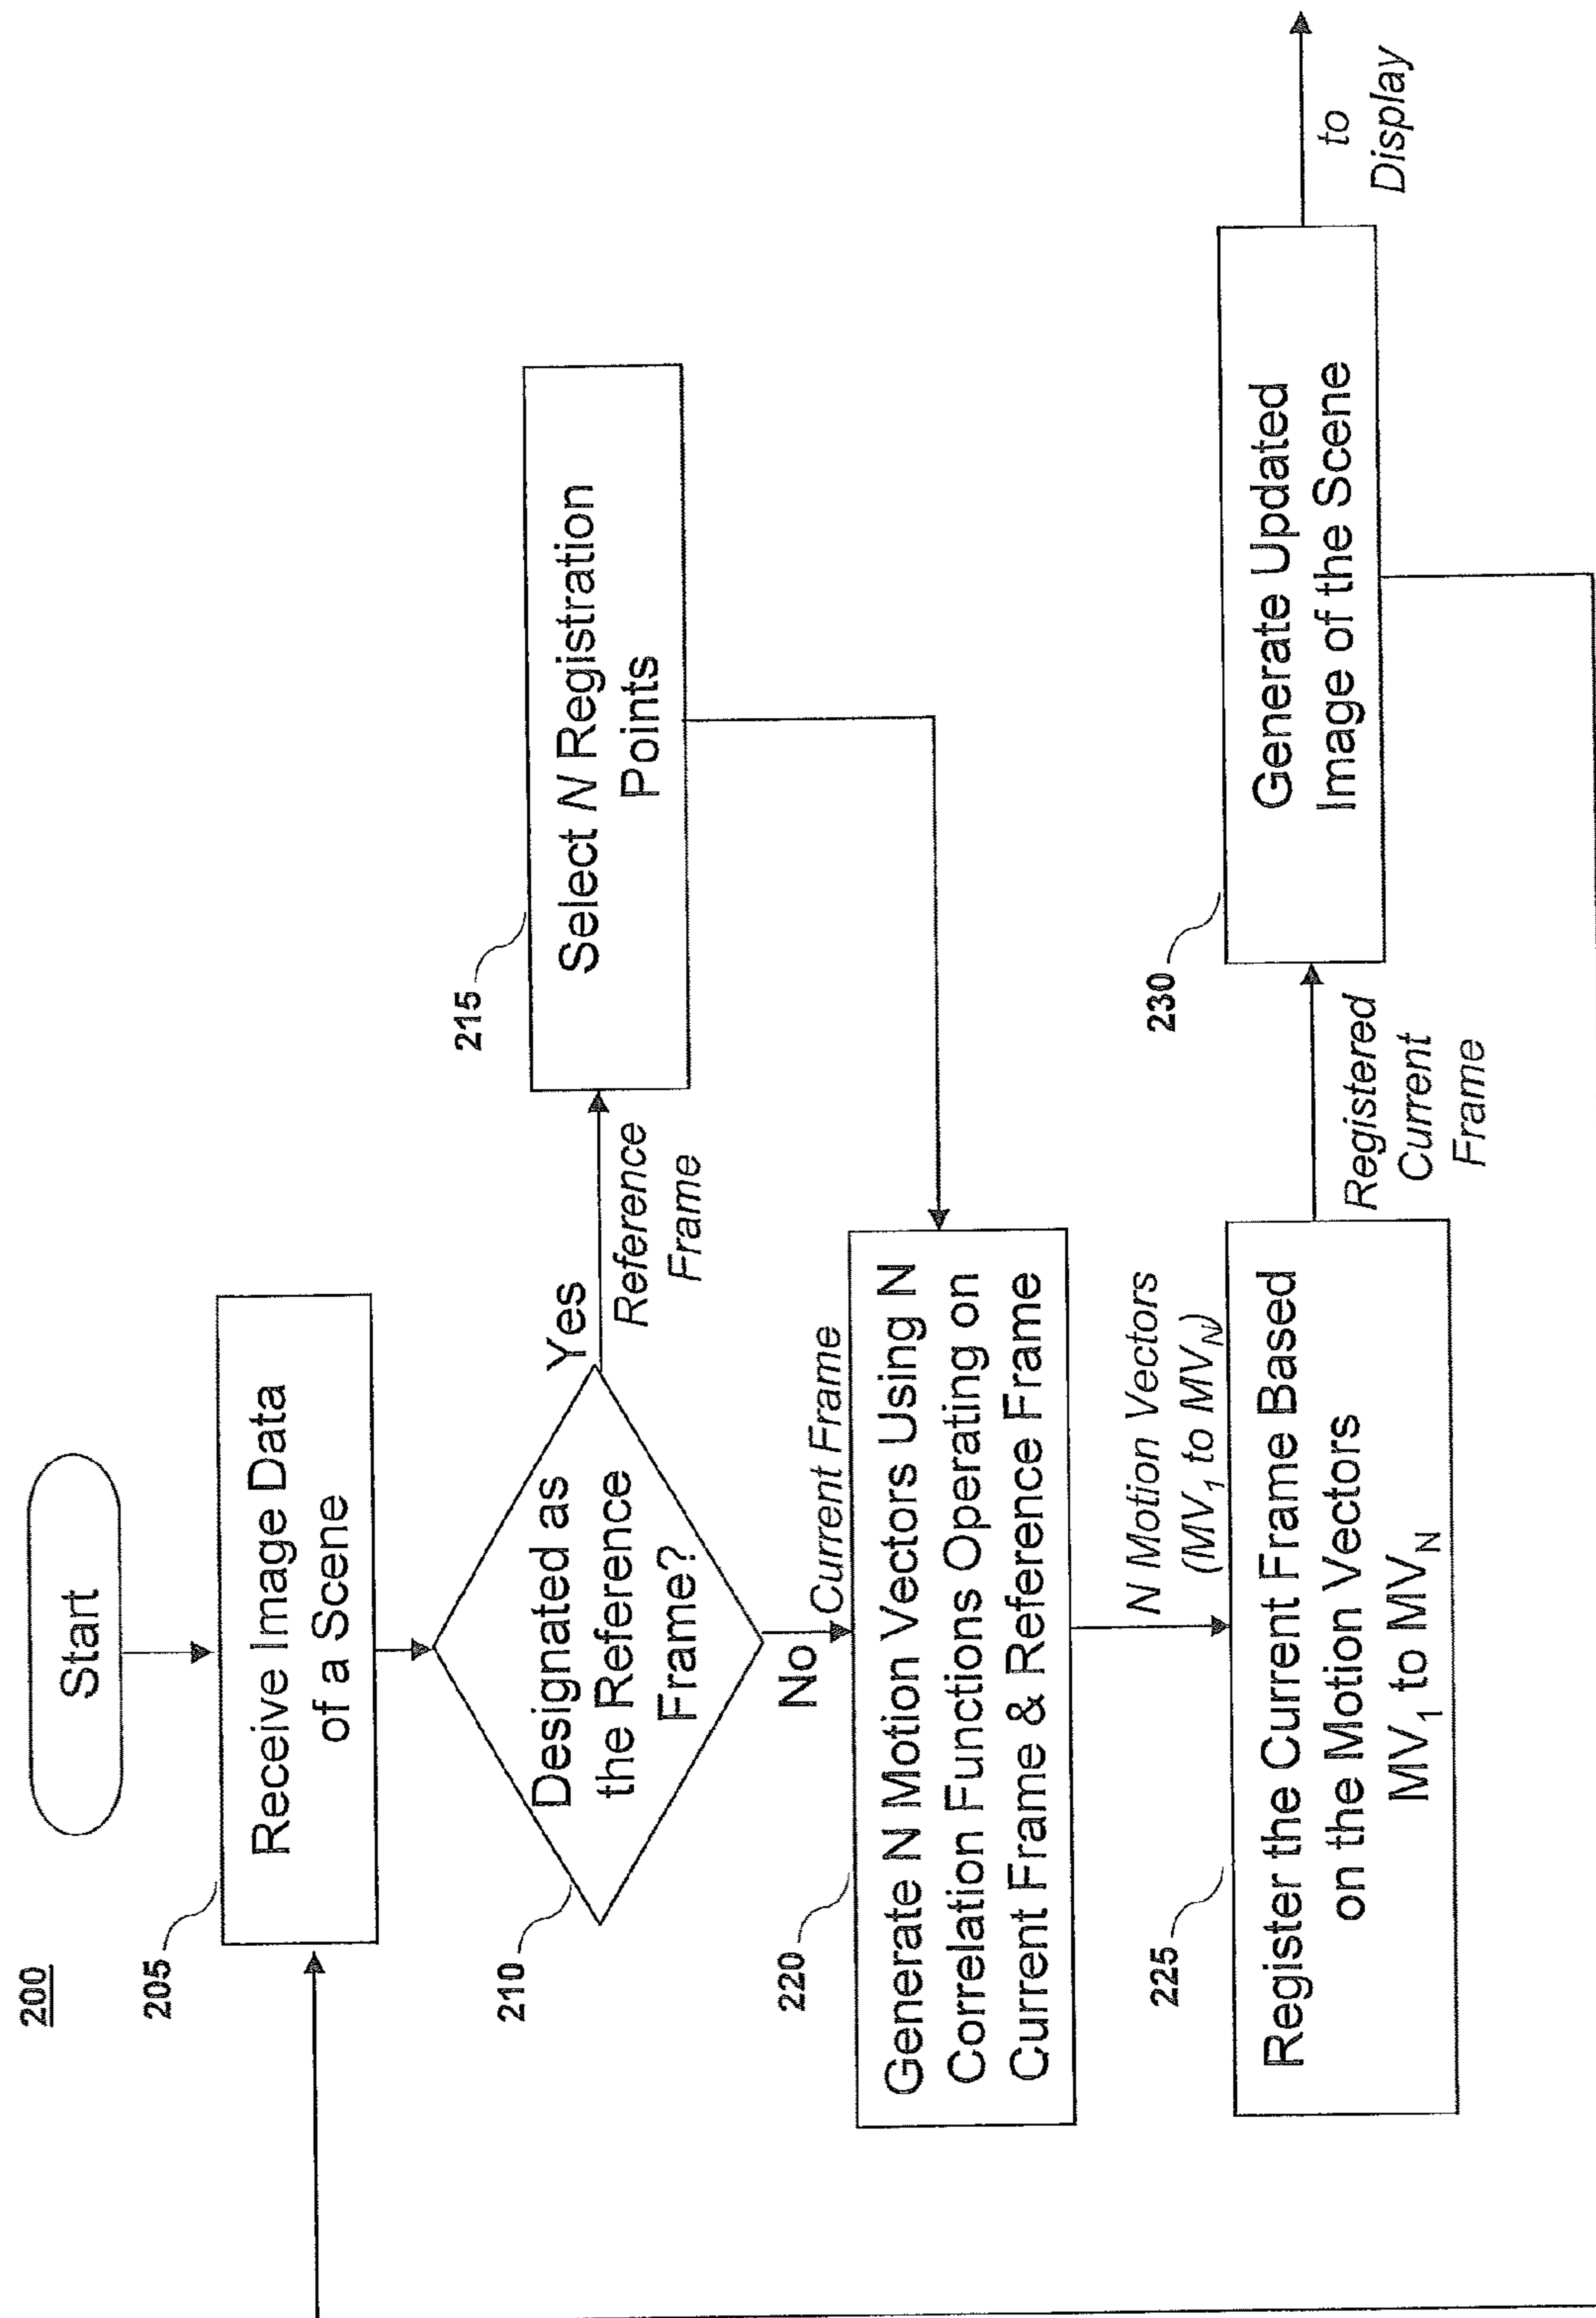 200
Start
205
Receive Image Data
of a Scene
210
Designated as
the Reference
Frame?
Yes
Reference
Frame
215
Select N Registration
Points
No
Current Frame
220
Generate N Motion Vectors Using N
Correlation Functions Operating on
Current Frame & Reference Frame
N Motion Vectors
(MV₁ to MV_N)
225
Register the Current Frame Based
on the Motion Vectors
MV₁ to MV_N
Registered
Current
Frame
230
Generate Updated
Image of the Scene
to
Display